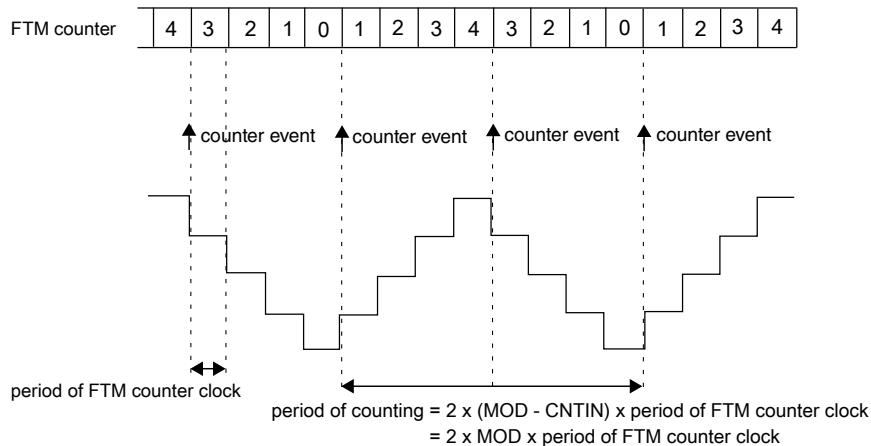 FTM counter 4 3 2 1 0 1 2 3 4 3 2 1 0 1 2 3 4
counter event counter event counter event counter event
period of FTM counter clock
period of counting = 2 x (MOD - CNTIN) x period of FTM counter clock
= 2 x MOD x period of FTM counter clock